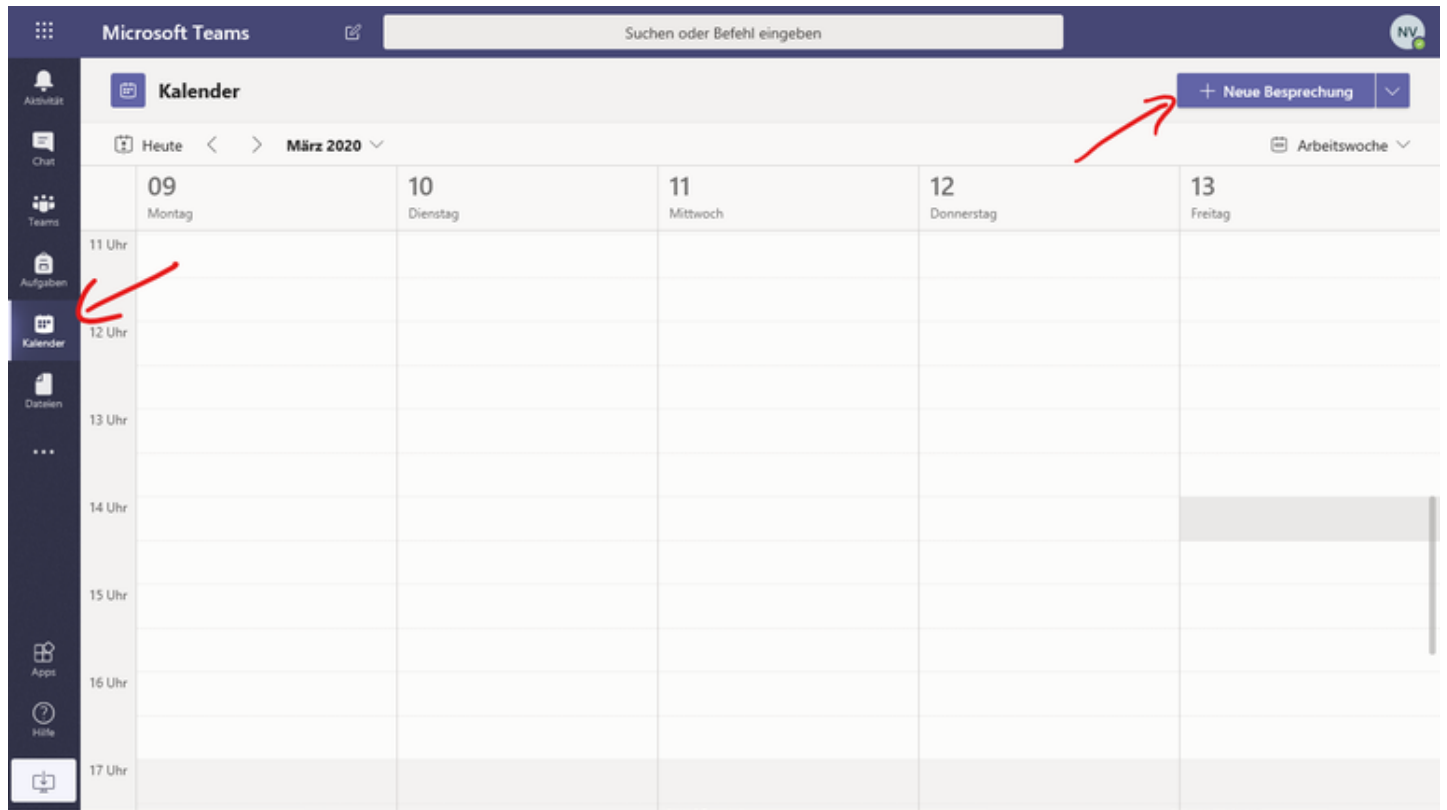 Microsoft Teams
Suchen oder Befehl eingeben
NV
Aktivität
Chat
Teams
Aufgaben
Kalender
Dateien
Apps
Hilfe
Kalender
+ Neue Besprechung
Heute
März 2020
Arbeitswoche
09
Montag
10
Dienstag
11
Mittwoch
12
Donnerstag
13
Freitag
11 Uhr
12 Uhr
13 Uhr
14 Uhr
15 Uhr
16 Uhr
17 Uhr